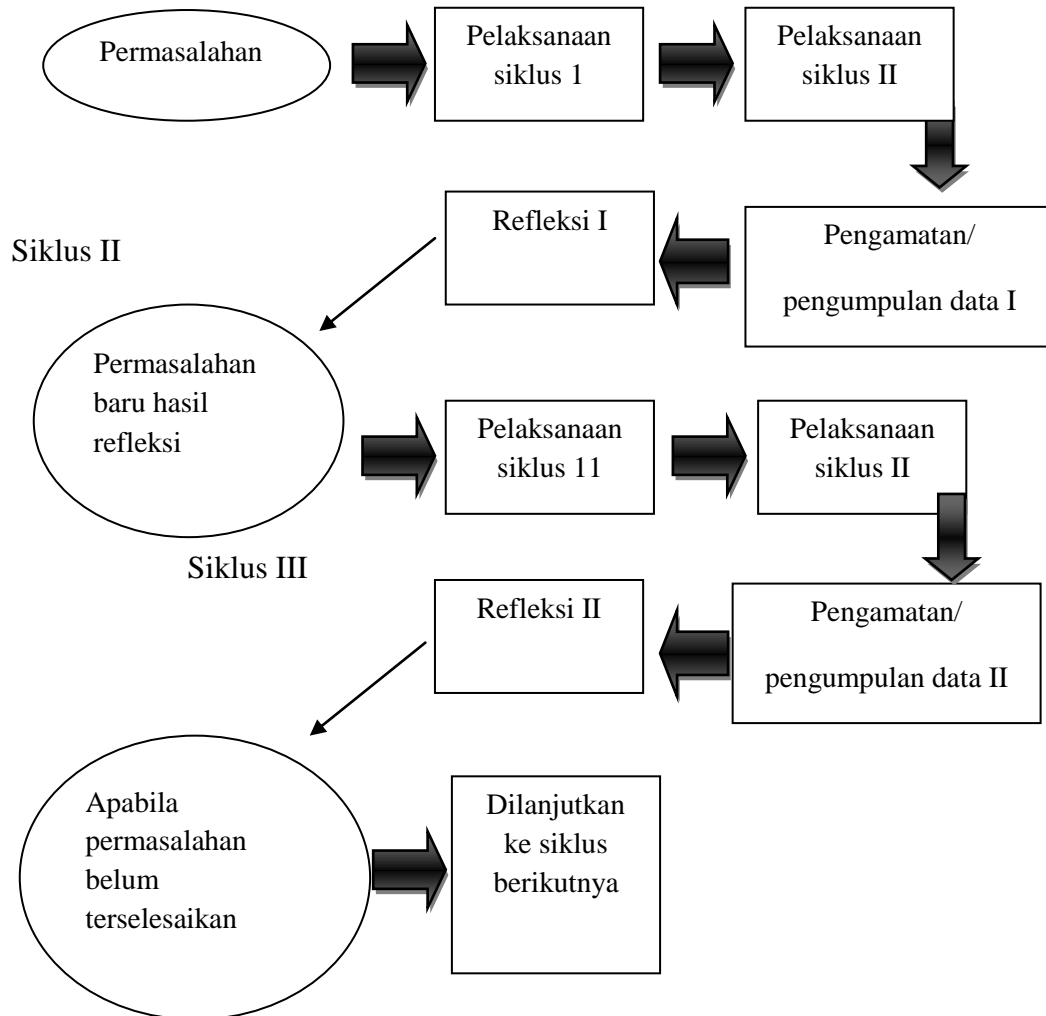 Permasalahan
Pelaksanaan
siklus 1
Pelaksanaan
siklus II
Pengamatan/
pengumpulan data I
Refleksi I
Siklus II
Permasalahan
baru hasil
refleksi
Pelaksanaan
siklus 11
Pelaksanaan
siklus II
Pengamatan/
pengumpulan data II
Refleksi II
Siklus III
Apabila
permasalahan
belum
terselesaikan
Dilanjutkan
ke siklus
berikutnya